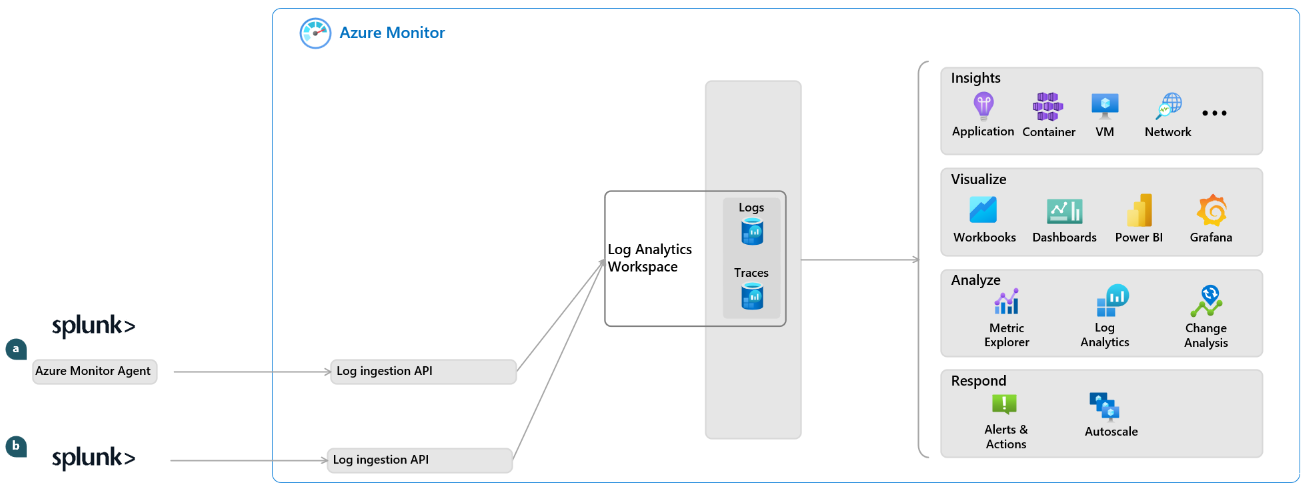 Azure Monitor
splunk>
a
Azure Monitor Agent
b
splunk>
Log ingestion API
Log ingestion API
Log Analytics
Workspace
Logs
Traces
Insights
Application
Container
VM
Network
Visualize
Workbooks
Dashboards
Power BI
Grafana
Analyze
Metric
Explorer
Log
Analytics
Change
Analysis
Respond
Alerts &
Actions
Autoscale